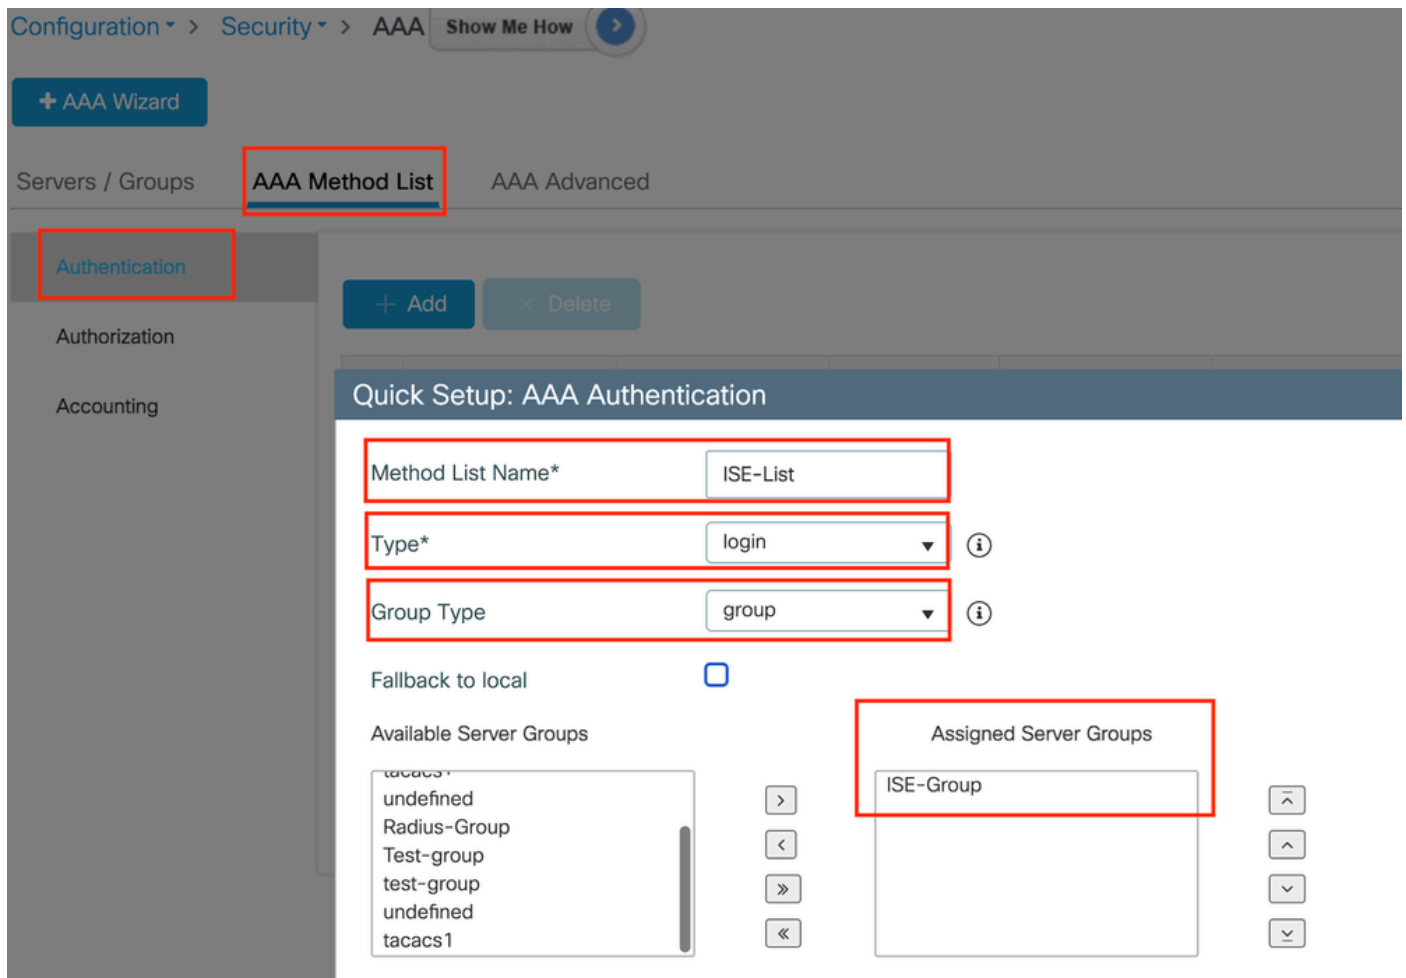 Configuration > Security > AAA Show Me How
+ AAA Wizard
Servers / Groups AAA Method List AAA Advanced
Authentication
+ Add × Delete
Authorization
Accounting
Quick Setup: AAA Authentication
Method List Name* ISE-List
Type* login
Group Type group
Fallback to local
Available Server Groups Assigned Server Groups
ISE-Group
undefined
Radius-Group
Test-group
test-group
undefined
tacacs1